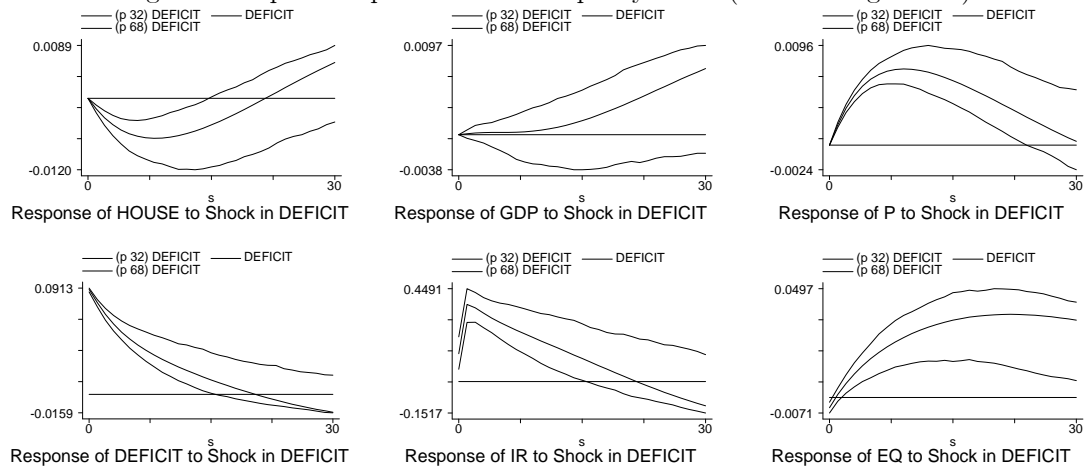 (p 32) DEFICIT DEFICIT
(p 68) DEFICIT
0.0089
-0.0120
0 30
s
Response of HOUSE to Shock in DEFICIT
(p 32) DEFICIT DEFICIT
(p 68) DEFICIT
0.0097
-0.0038
0 30
s
Response of GDP to Shock in DEFICIT
(p 32) DEFICIT DEFICIT
(p 68) DEFICIT
0.0096
-0.0024
0 30
s
Response of P to Shock in DEFICIT
(p 32) DEFICIT DEFICIT
(p 68) DEFICIT
0.0913
-0.0159
0 30
s
Response of DEFICIT to Shock in DEFICIT
(p 32) DEFICIT DEFICIT
(p 68) DEFICIT
0.4491
-0.1517
0 30
s
Response of IR to Shock in DEFICIT
(p 32) DEFICIT DEFICIT
(p 68) DEFICIT
0.0497
-0.0071
0 30
s
Response of EQ to Shock in DEFICIT